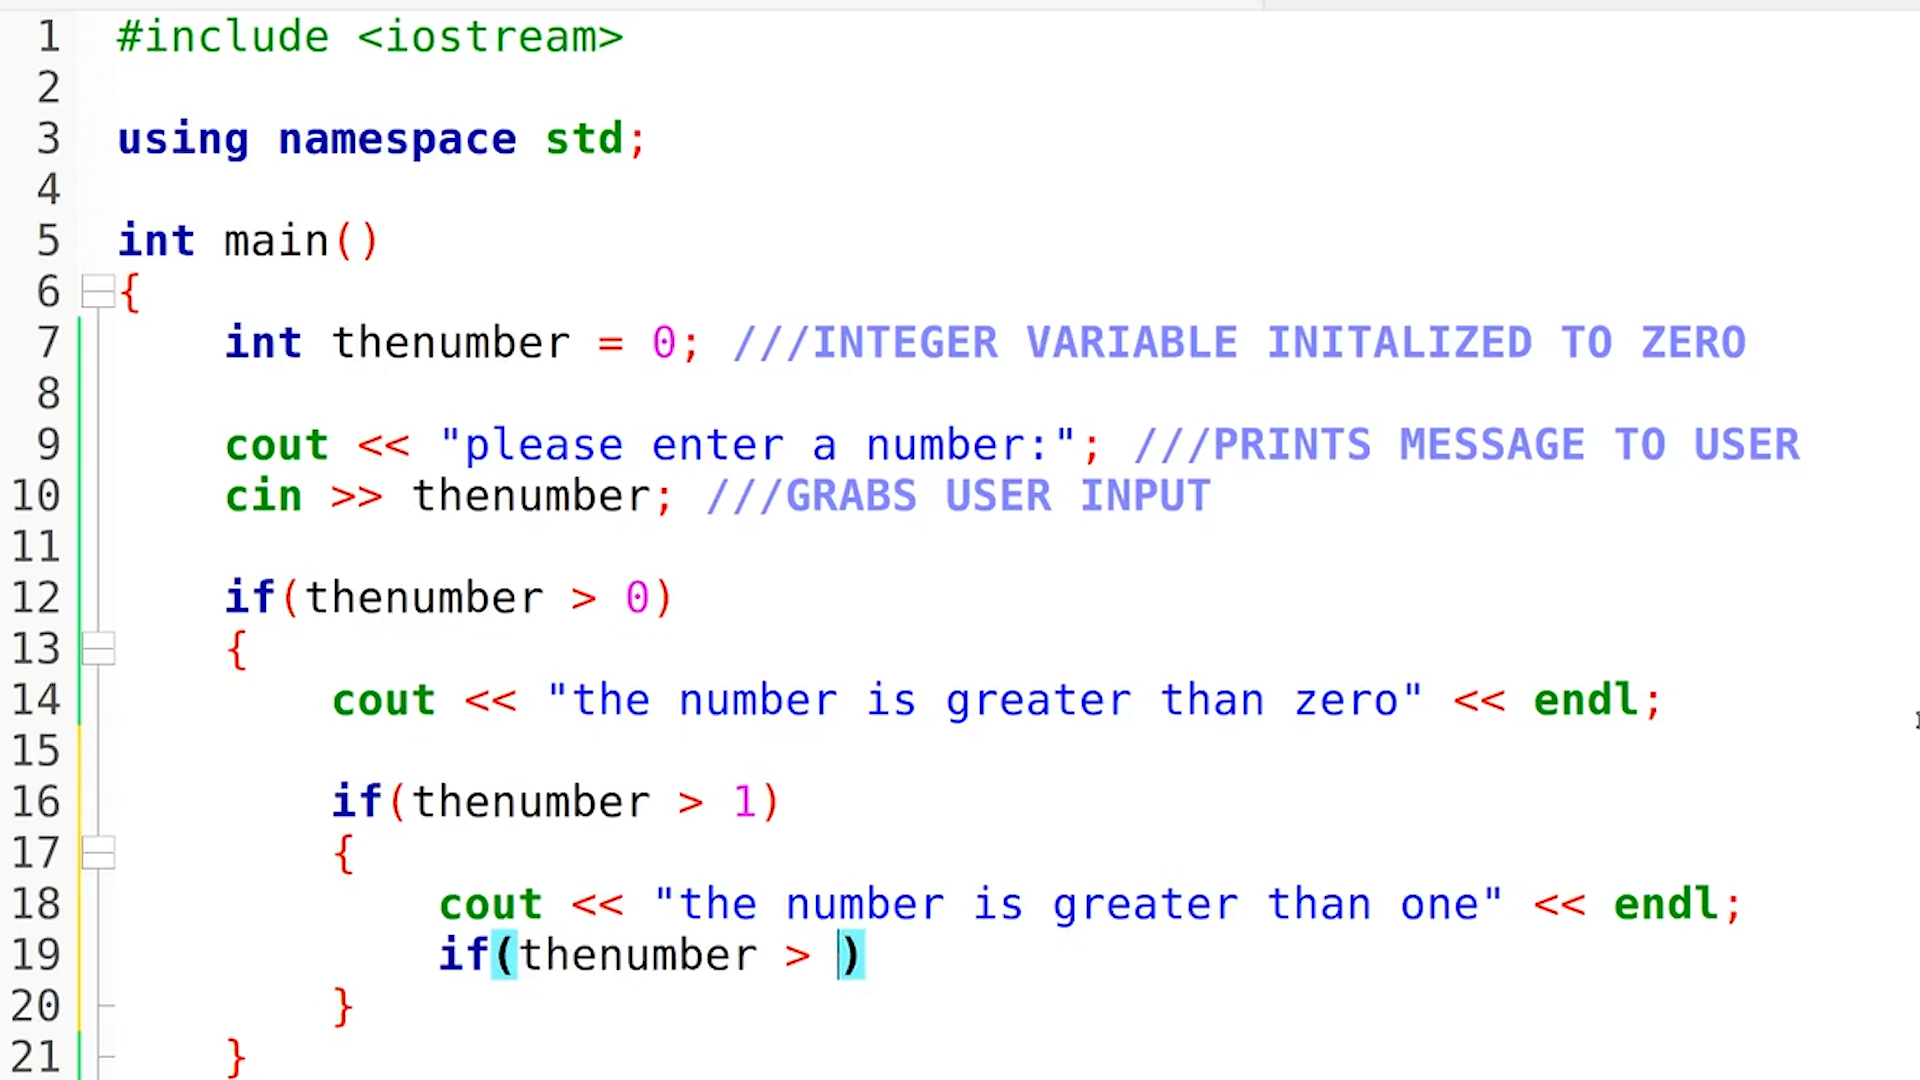 1 #include <iostream>
2
3 using namespace std;
4
5 int main()
6 {
7 int thenumber = 0; ///INTEGER VARIABLE INITALIZED TO ZERO
8
9 cout << "please enter a number:"; ///PRINTS MESSAGE TO USER
10 cin >> thenumber; ///GRABS USER INPUT
11
12 if(thenumber > 0)
13 {
14 cout << "the number is greater than zero" << endl;
15
16 if(thenumber > 1)
17 {
18 cout << "the number is greater than one" << endl;
19 if(thenumber > )
20 }
21 }